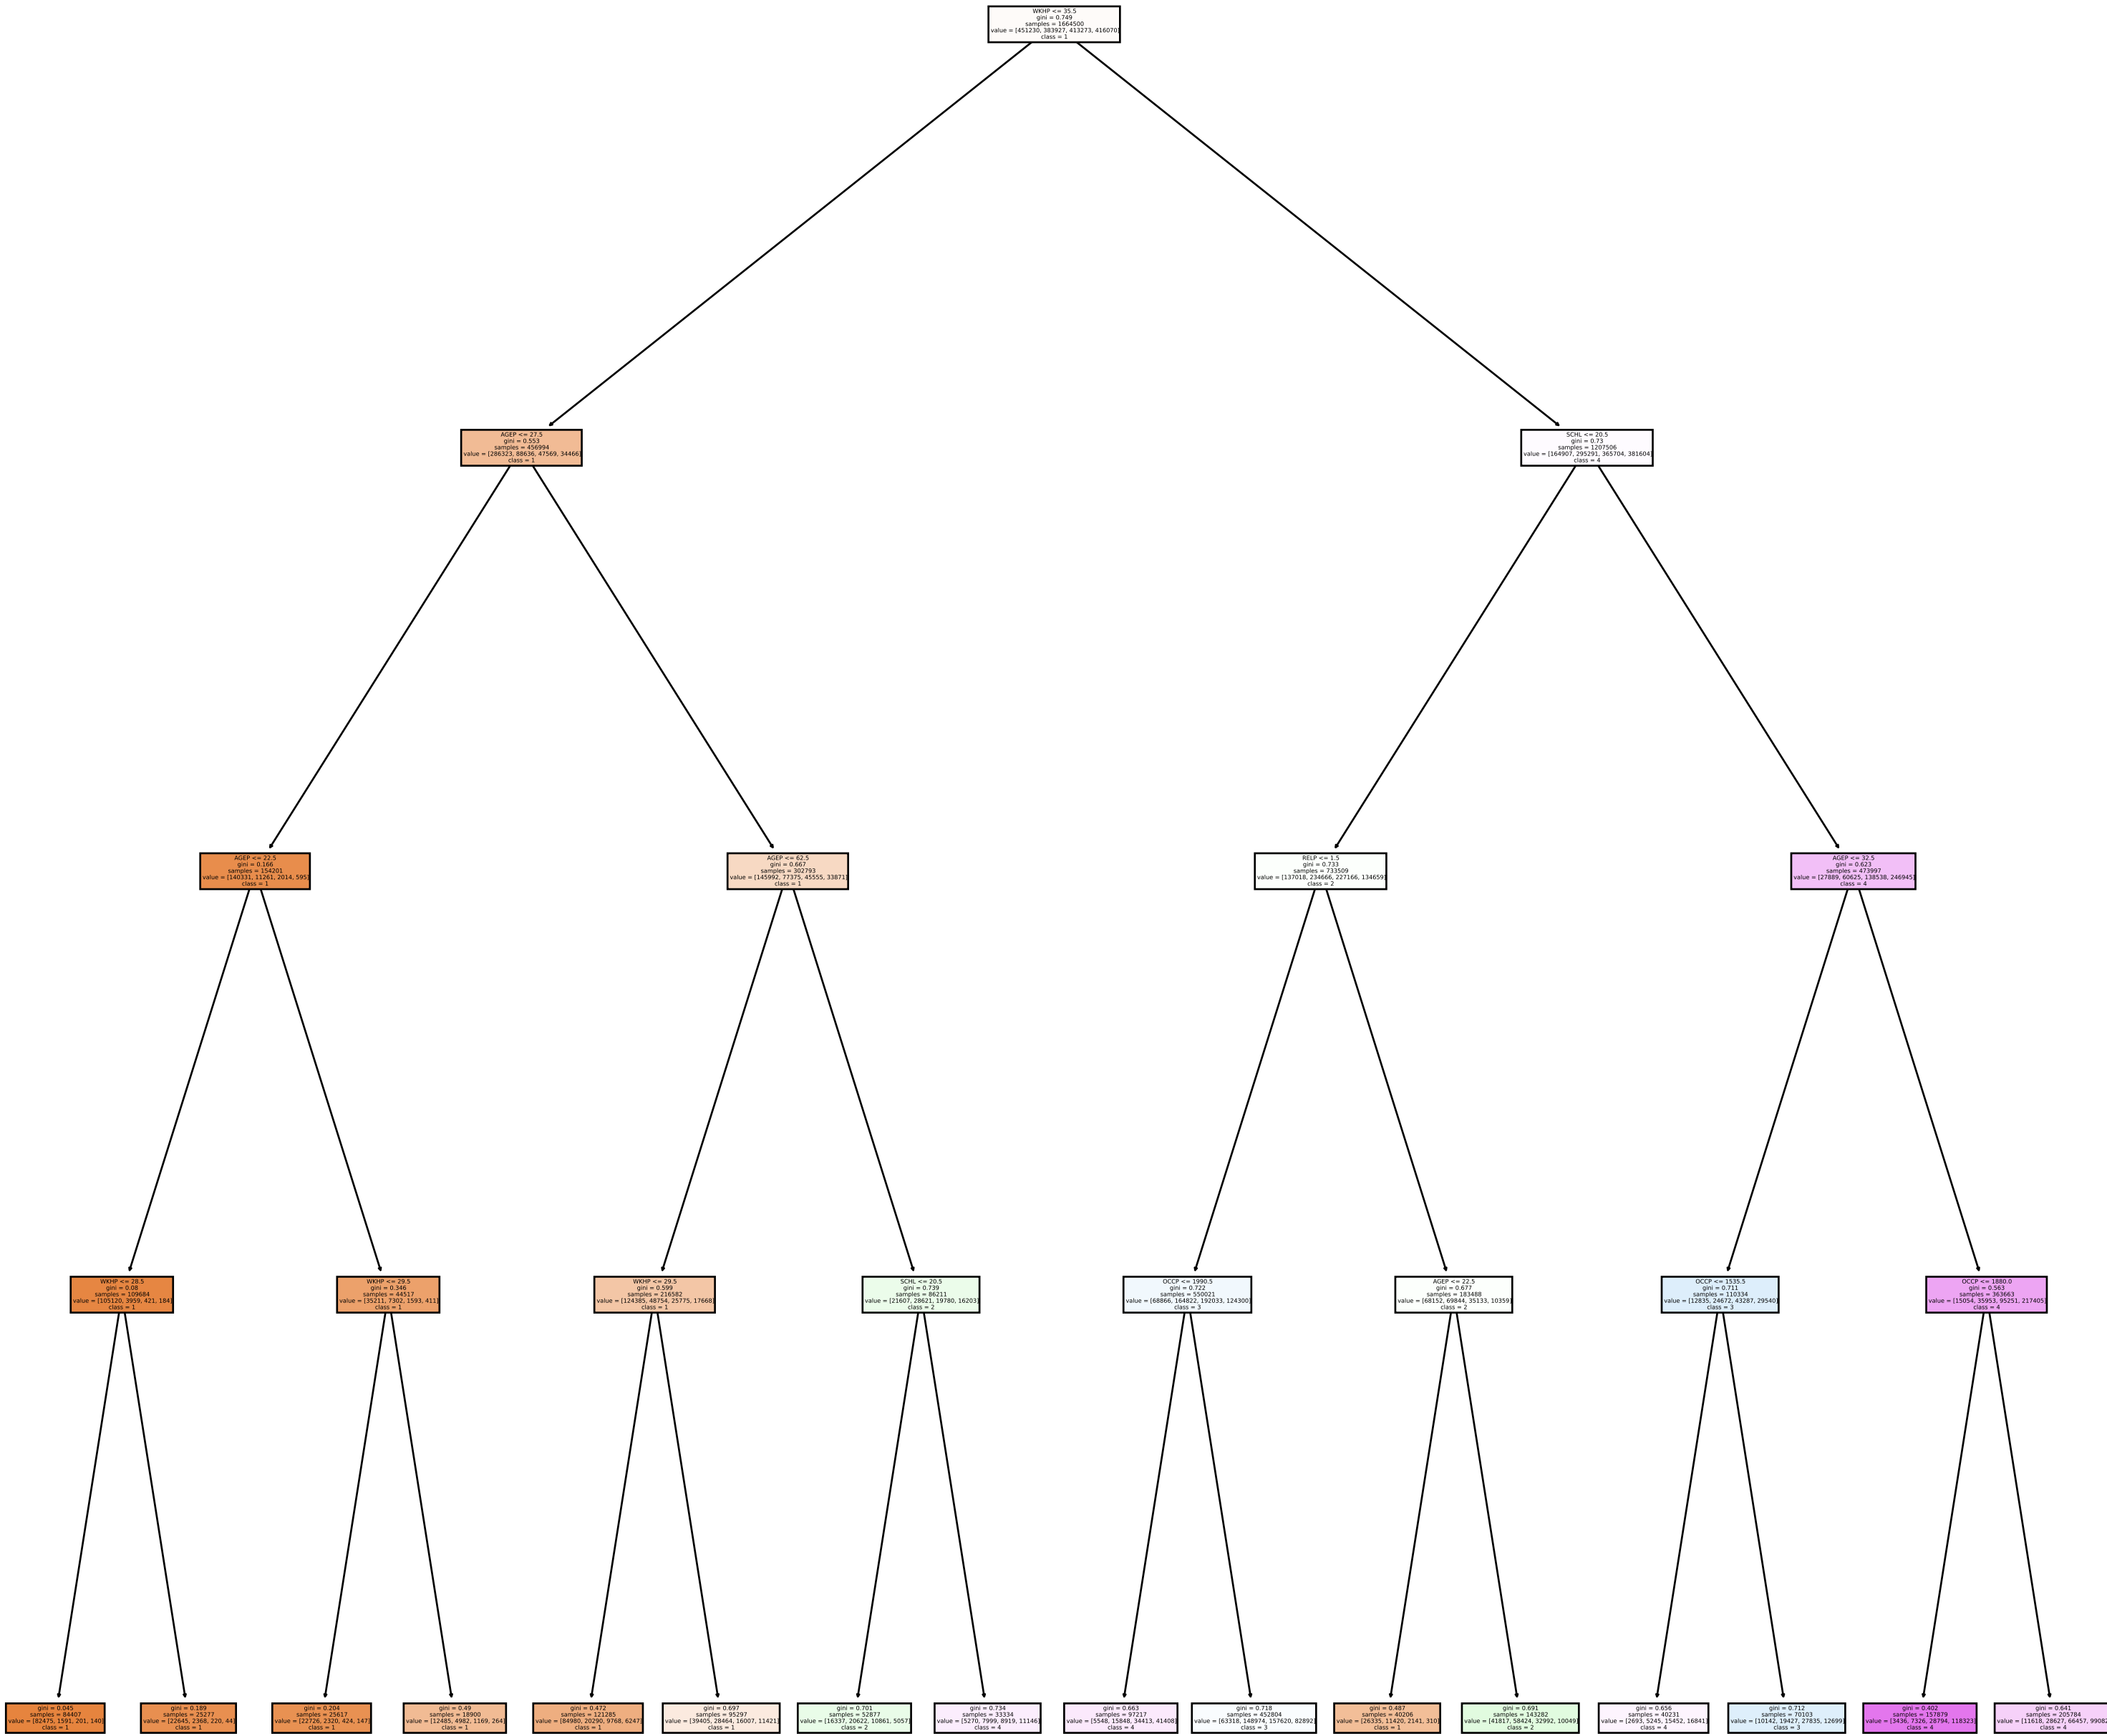 WKHP <= 35.5
gini = 0.749
samples = 1664500
value = [451230, 383927, 413273, 416070]
class = 1
AGEP <= 27.5
gini = 0.553
samples = 456994
value = [286323, 88636, 47569, 34466]
class = 1
SCHL <= 20.5
gini = 0.73
samples = 1207506
value = [164907, 295291, 365704, 381604]
class = 4
AGEP <= 22.5
gini = 0.166
samples = 154201
value = [140331, 11261, 2014, 595]
class = 1
AGEP <= 62.5
gini = 0.667
samples = 302793
value = [145992, 77375, 45555, 33871]
class = 1
RELP <= 1.5
gini = 0.733
samples = 733509
value = [137018, 234666, 227166, 134659]
class = 2
AGEP <= 32.5
gini = 0.623
samples = 473997
value = [27889, 60625, 138538, 246945]
class = 4
WKHP <= 28.5
gini = 0.08
samples = 109684
value = [105120, 3959, 421, 184]
class = 1
WKHP <= 29.5
gini = 0.346
samples = 44517
value = [35211, 7302, 1593, 411]
class = 1
WKHP <= 29.5
gini = 0.599
samples = 216582
value = [124385, 48754, 25775, 17668]
class = 1
SCHL <= 20.5
gini = 0.739
samples = 86211
value = [21607, 28621, 19780, 16203]
class = 2
OCCP <= 1990.5
gini = 0.722
samples = 550021
value = [68866, 164822, 192033, 124300]
class = 3
AGEP <= 22.5
gini = 0.677
samples = 183488
value = [68152, 69844, 35133, 10359]
class = 2
OCCP <= 1535.5
gini = 0.711
samples = 110334
value = [12835, 24672, 43287, 29540]
class = 3
OCCP <= 1880.0
gini = 0.563
samples = 363663
value = [15054, 35953, 95251, 217405]
class = 4
gini = 0.045
samples = 84407
value = [82475, 1591, 201, 140]
class = 1
gini = 0.189
samples = 25277
value = [22645, 2368, 220, 44]
class = 1
gini = 0.204
samples = 25617
value = [22726, 2320, 424, 147]
class = 1
gini = 0.49
samples = 18900
value = [12485, 4982, 1169, 264]
class = 1
gini = 0.472
samples = 121285
value = [84980, 20290, 9768, 6247]
class = 1
gini = 0.697
samples = 95297
value = [39405, 28464, 16007, 11421]
class = 1
gini = 0.701
samples = 52877
value = [16337, 20622, 10861, 5057]
class = 2
gini = 0.734
samples = 33334
value = [5270, 7999, 8919, 11146]
class = 4
gini = 0.663
samples = 97217
value = [5548, 15848, 34413, 41408]
class = 4
gini = 0.718
samples = 452804
value = [63318, 148974, 157620, 82892]
class = 3
gini = 0.487
samples = 40206
value = [26335, 11420, 2141, 310]
class = 1
gini = 0.691
samples = 143282
value = [41817, 58424, 32992, 10049]
class = 2
gini = 0.656
samples = 40231
value = [2693, 5245, 15452, 16841]
class = 4
gini = 0.712
samples = 70103
value = [10142, 19427, 27835, 12699]
class = 3
gini = 0.402
samples = 157879
value = [3436, 7326, 28794, 118323]
class = 4
gini = 0.641
samples = 205784
value = [11618, 28627, 66457, 99082
class = 4